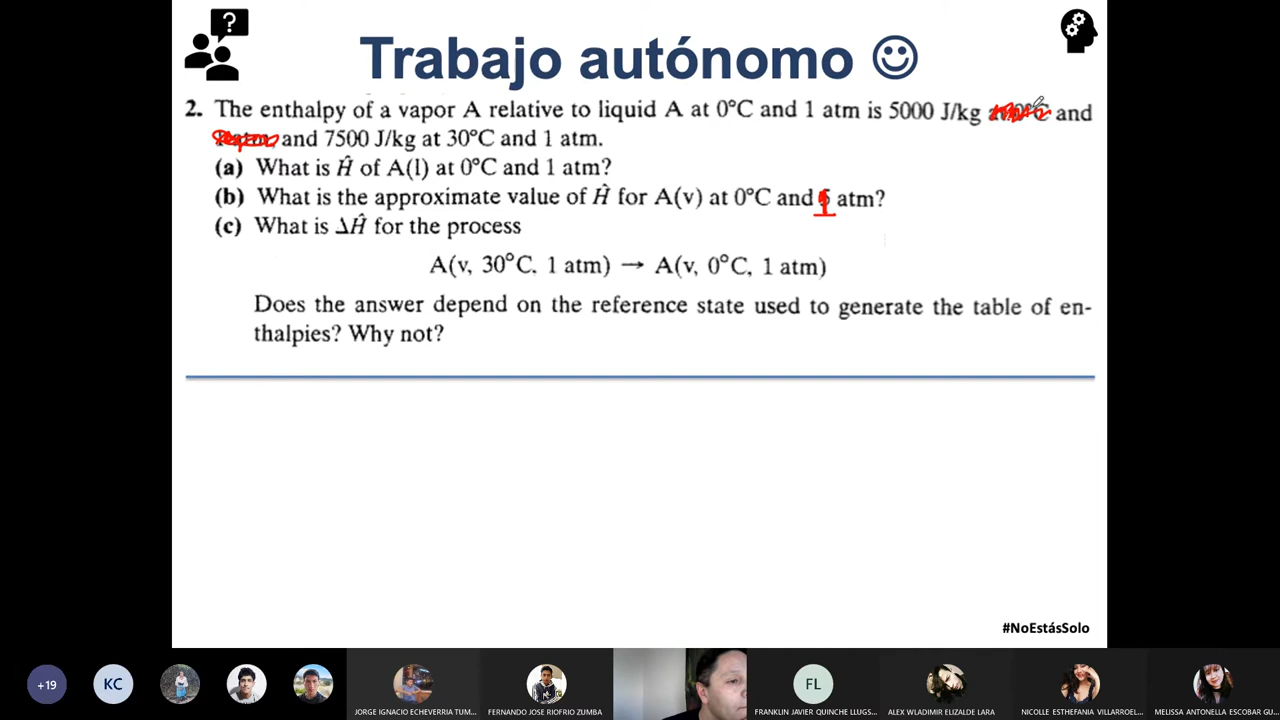 ?
Trabajo autónomo ☺
2. The enthalpy of a vapor A relative to liquid A at 0°C and 1 atm is 5000 J/kg and
and 7500 J/kg at 30°C and 1 atm.
(a) What is Ĥ of A(l) at 0°C and 1 atm?
(b) What is the approximate value of Ĥ for A(v) at 0°C and 1 atm?
(c) What is ΔĤ for the process
A(v, 30°C, 1 atm) → A(v, 0°C, 1 atm)
Does the answer depend on the reference state used to generate the table of en-
thalpies? Why not?
#NoEstásSolo
+19
KC
JORGE IGNACIO ECHEVERRIA TUM...
FERNANDO JOSE RIOFRIO ZUMBA
FL
FRANKLIN JAVIER QUINCHE LLUGS...
ALEX WLADIMIR ELIZALDE LARA
NICOLLE ESTHEFANIA VILLARROEL...
MELISSA ANTONELLA ESCOBAR GU...